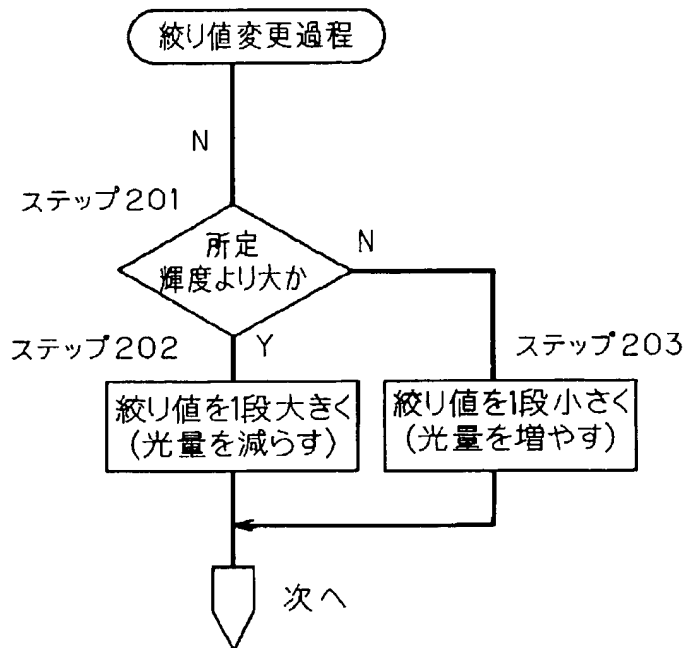 絞り値変更過程
N
ステップ201
所定
輝度より大か
N
ステップ202
Y
ステップ203
絞り値を1段大きく
(光量を減らす)
絞り値を1段小さく
(光量を増やす)
次へ